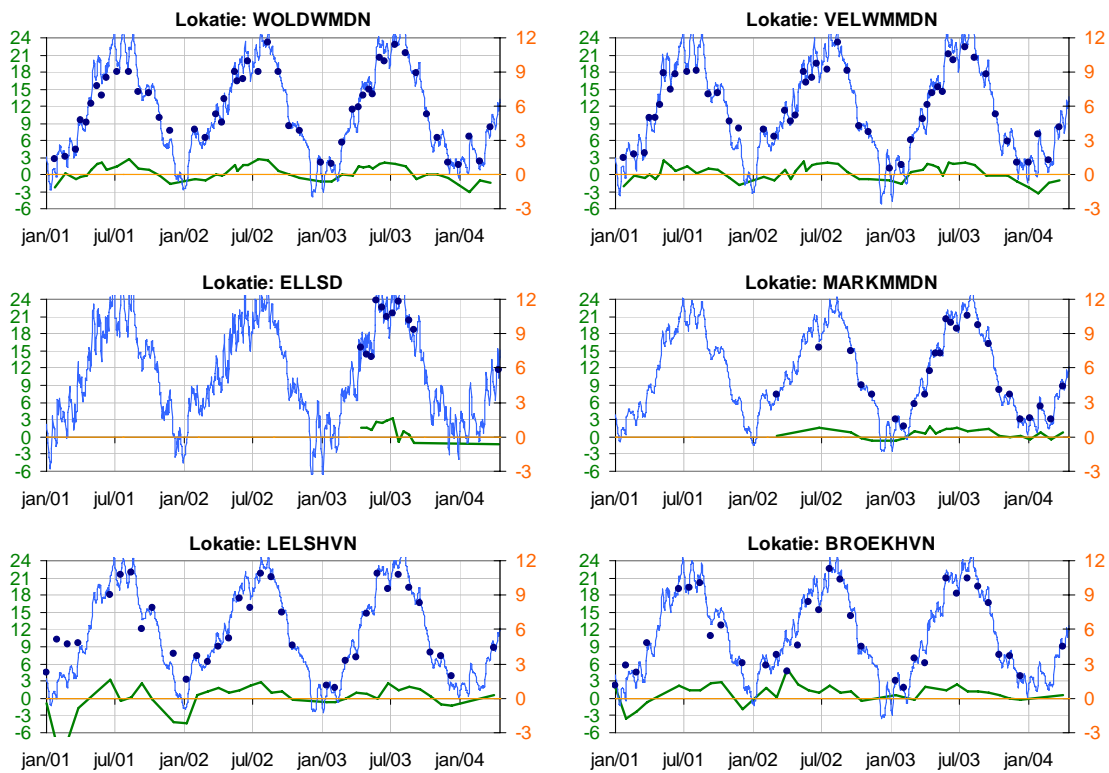 Lokatie: WOLDWMDN
24 21 18 15 12 9 6 3 0 -3 -6
12 9 6 3 0 -3
jan/01 jul/01 jan/02 jul/02 jan/03 jul/03 jan/04
Lokatie: VELWMMDN
24 21 18 15 12 9 6 3 0 -3 -6
12 9 6 3 0 -3
jan/01 jul/01 jan/02 jul/02 jan/03 jul/03 jan/04
Lokatie: ELLSD
24 21 18 15 12 9 6 3 0 -3 -6
12 9 6 3 0 -3
jan/01 jul/01 jan/02 jul/02 jan/03 jul/03 jan/04
Lokatie: MARKMMDN
24 21 18 15 12 9 6 3 0 -3 -6
12 9 6 3 0 -3
jan/01 jul/01 jan/02 jul/02 jan/03 jul/03 jan/04
Lokatie: LELSHVN
24 21 18 15 12 9 6 3 0 -3 -6
12 9 6 3 0 -3
jan/01 jul/01 jan/02 jul/02 jan/03 jul/03 jan/04
Lokatie: BROEKHVN
24 21 18 15 12 9 6 3 0 -3 -6
12 9 6 3 0 -3
jan/01 jul/01 jan/02 jul/02 jan/03 jul/03 jan/04